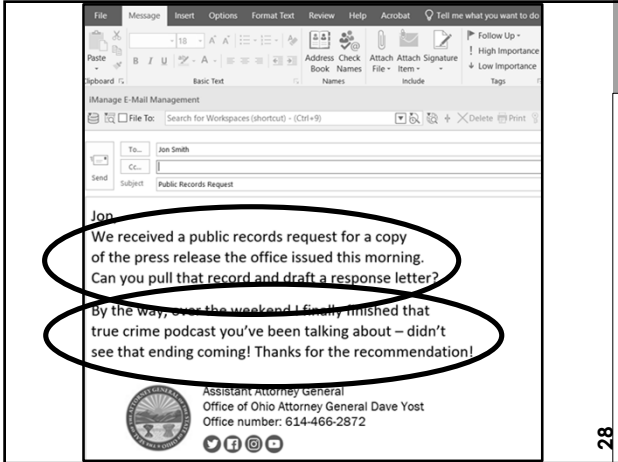 File Message Insert Options Format Text Review Help Acrobat Tell me what you want to do
18 A A
Paste B I U A Address Check Attach Attach Signature Follow Up
Book Names File Item High Importance
Low Importance
lipboard Basic Text Names Include Tags
iManage E-Mail Management
File To: Search for Workspaces (shortcut) - (Ctrl+9) Delete Print
To... Jon Smith
Cc...
Send
Subject Public Records Request
Jon,
We received a public records request for a copy
of the press release the office issued this morning.
Can you pull that record and draft a response letter?
By the way, over the weekend I finally finished that
true crime podcast you've been talking about – didn't
see that ending coming! Thanks for the recommendation!
Assistant Attorney General
Office of Ohio Attorney General Dave Yost
Office number: 614-466-2872
28